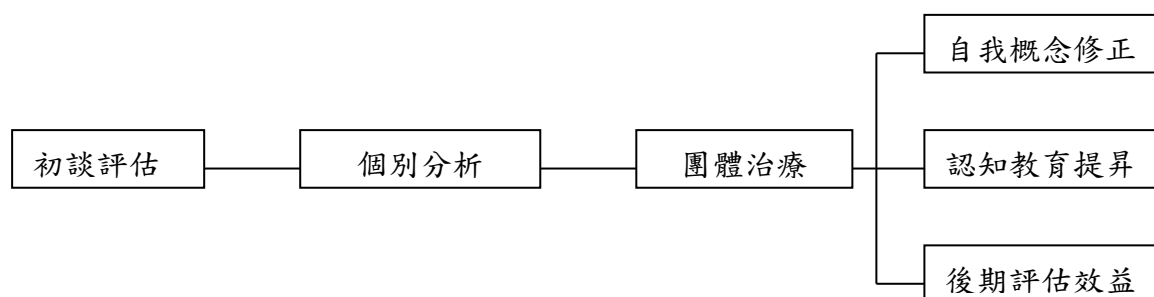 自我概念修正
初談評估
個別分析
團體治療
認知教育提昇
後期評估效益